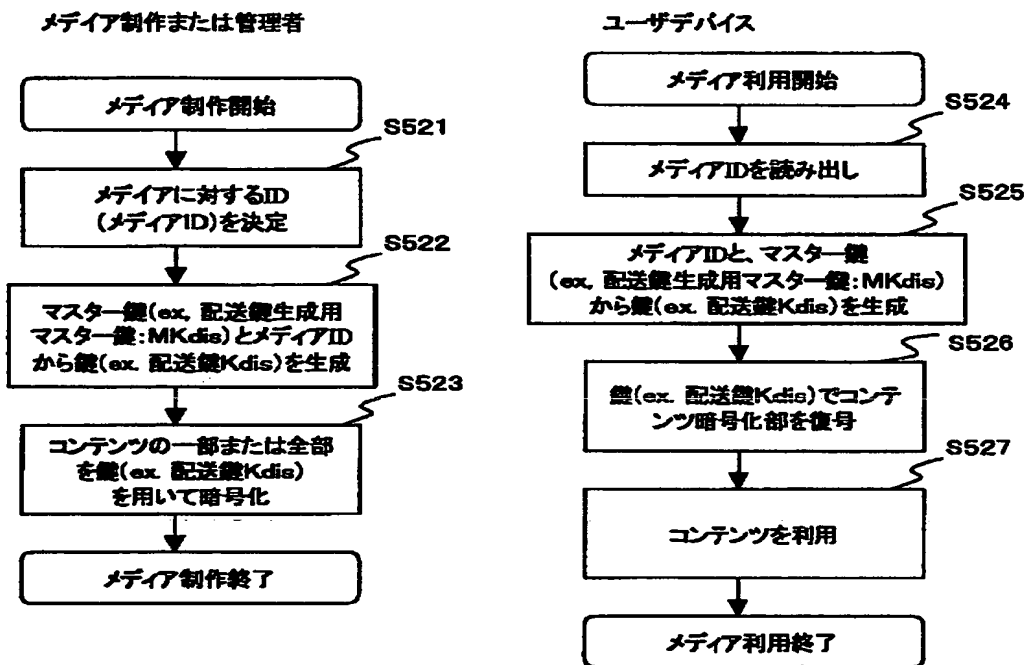 メデイア制作または管理者
メディア制作開始
S521
メデイアに対するID
(メディアID)を決定
S522
マスター鍵(ex, 配送鍵生成用
マスター鍵:MKdis)とメディアID
から鍵(ex. 配送鍵Kdis)を生成
S523
コンテンツの一部または全部
を鍵(ex. 配送鍵Kdis)
を用いて暗号化
メディア制作終了
ユーザデバイス
メディア利用開始
S524
メディアIDを読み出し
S525
メディアIDと、マスター鍵
(ex, 配送鍵生成用マスター鍵:MKdis)
から鍵(ex. 配送鍵Kdis)を生成
S526
鍵(ex. 配送鍵Kdis)でコンテ
ンツ暗号化部を復号
S527
コンテンツを利用
メディア利用終了